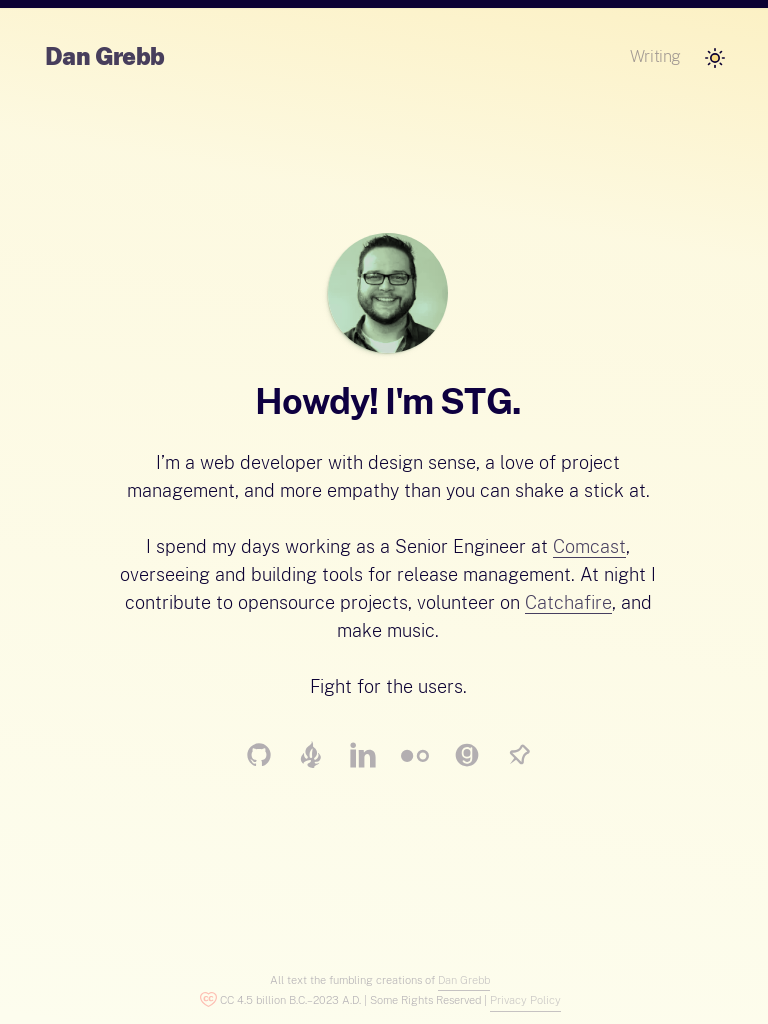 Dan Grebb
Writing
Howdy! I'm STG.
I’m a web developer with design sense, a love of project
management, and more empathy than you can shake a stick at.
I spend my days working as a Senior Engineer at Comcast,
overseeing and building tools for release management. At night I
contribute to opensource projects, volunteer on Catchafire, and
make music.
Fight for the users.
All text the fumbling creations of Dan Grebb
CC 4.5 billion B.C.–2023 A.D. | Some Rights Reserved | Privacy Policy